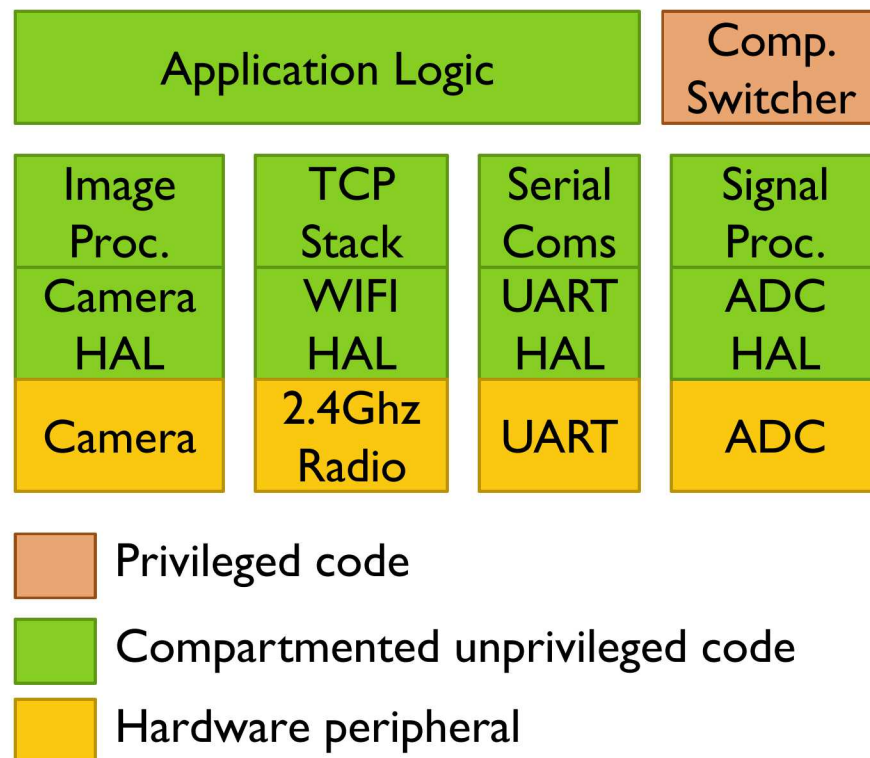 Application Logic
Comp.
Switcher
Image
Proc.
TCP
Stack
Serial
Coms
Signal
Proc.
Camera
HAL
WIFI
HAL
UART
HAL
ADC
HAL
Camera
2.4Ghz
Radio
UART
ADC
Privileged code
Compartmented unprivileged code
Hardware peripheral